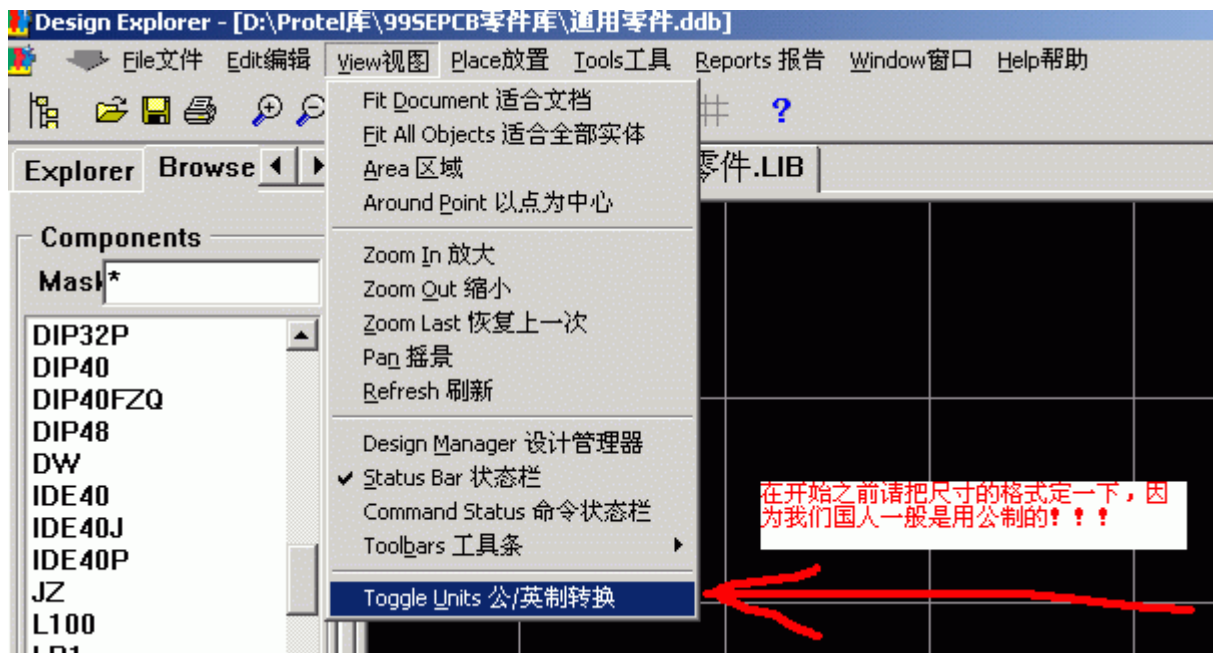 Design Explorer - [D:\Protel库\99SEPCB零件库\通用零件.ddb]
File文件 Edit编辑 View视图 Place放置 Tools工具 Reports 报告 Window窗口 Help帮助
?
Explorer Browse
零件.LIB
Fit Document 适合文档
Fit All Objects 适合全部实体
Area 区域
Around Point 以点为中心
Zoom In 放大
Zoom Out 缩小
Zoom Last 恢复上一次
Pan 摇景
Refresh 刷新
Design Manager 设计管理器
Status Bar 状态栏
Command Status 命令状态栏
Toolbars 工具条
Toggle Units 公/英制转换
Components
Mask *
DIP32P
DIP40
DIP40FZQ
DIP48
DW
IDE40
IDE40J
IDE40P
JZ
L100
在开始之前请把尺寸的格式定一下，因
为我们国人一般是用公制的！！！